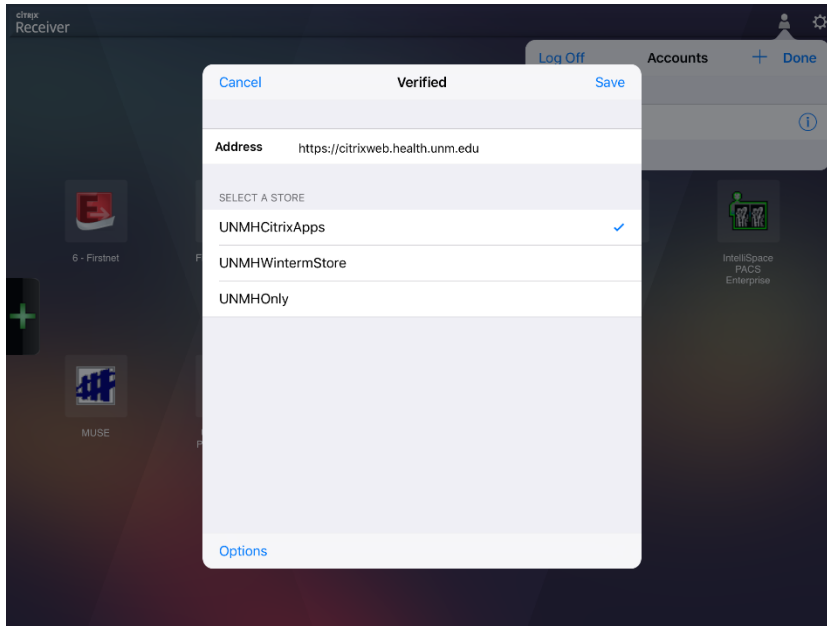 citrix
Receiver
Log Off Accounts + Done
Cancel Verified Save
Address https://citrixweb.health.unm.edu
SELECT A STORE
UNMHCitrixApps
UNMHWintermStore
UNMHOnly
6 - Firstnet
F
IntelliSpace
PACS
Enterprise
MUSE
P
Options